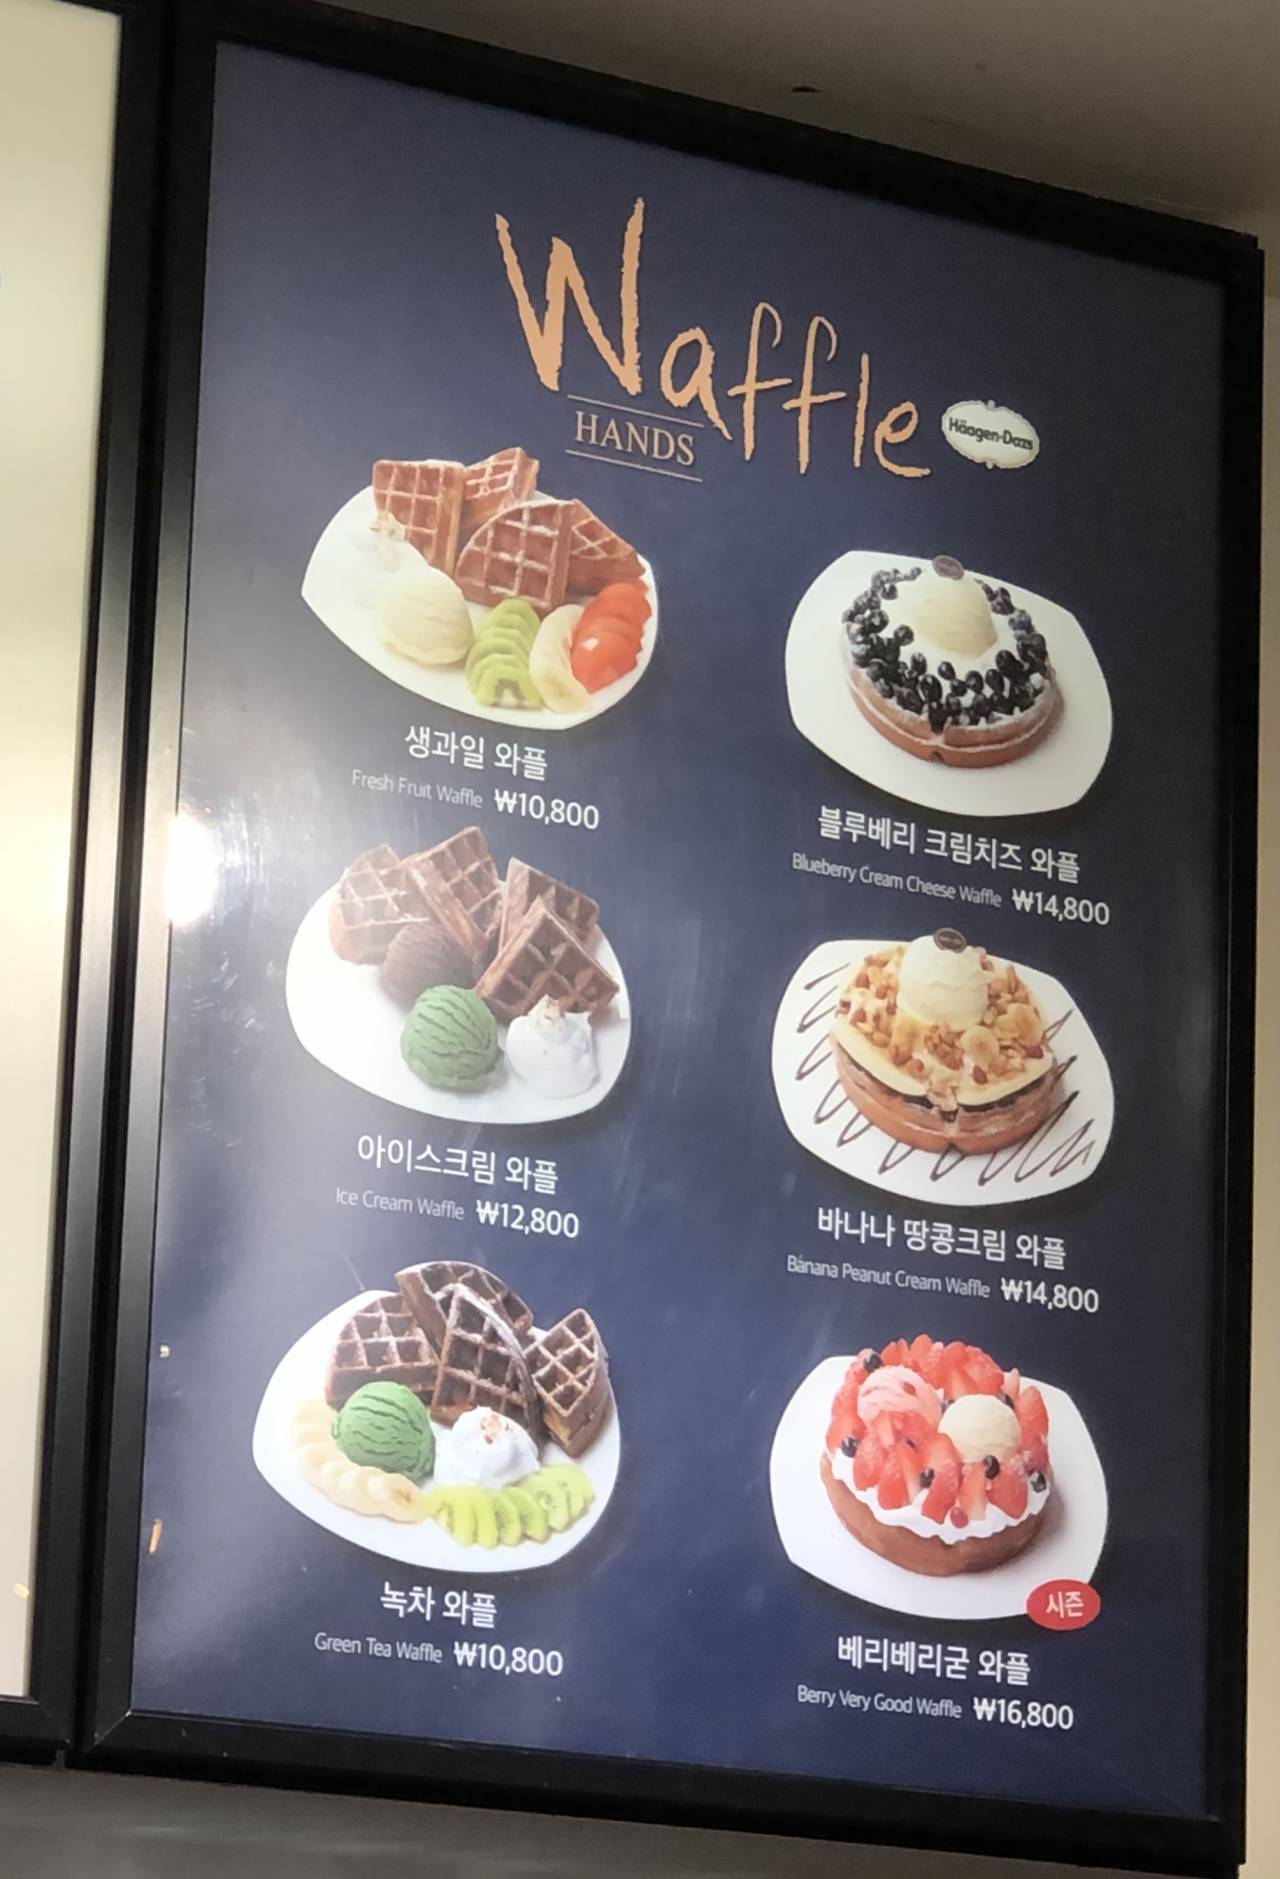 Waffle
HANDS
Häagen-Dazs
생과일 와플
Fresh Fruit Waffle ₩10,800
블루베리 크림치즈 와플
Blueberry Cream Cheese Waffle ₩14,800
아이스크림 와플
Ice Cream Waffle ₩12,800
바나나 땅콩크림 와플
Banana Peanut Cream Waffle ₩14,800
녹차 와플
Green Tea Waffle ₩10,800
시즌
베리베리굳 와플
Berry Very Good Waffle ₩16,800